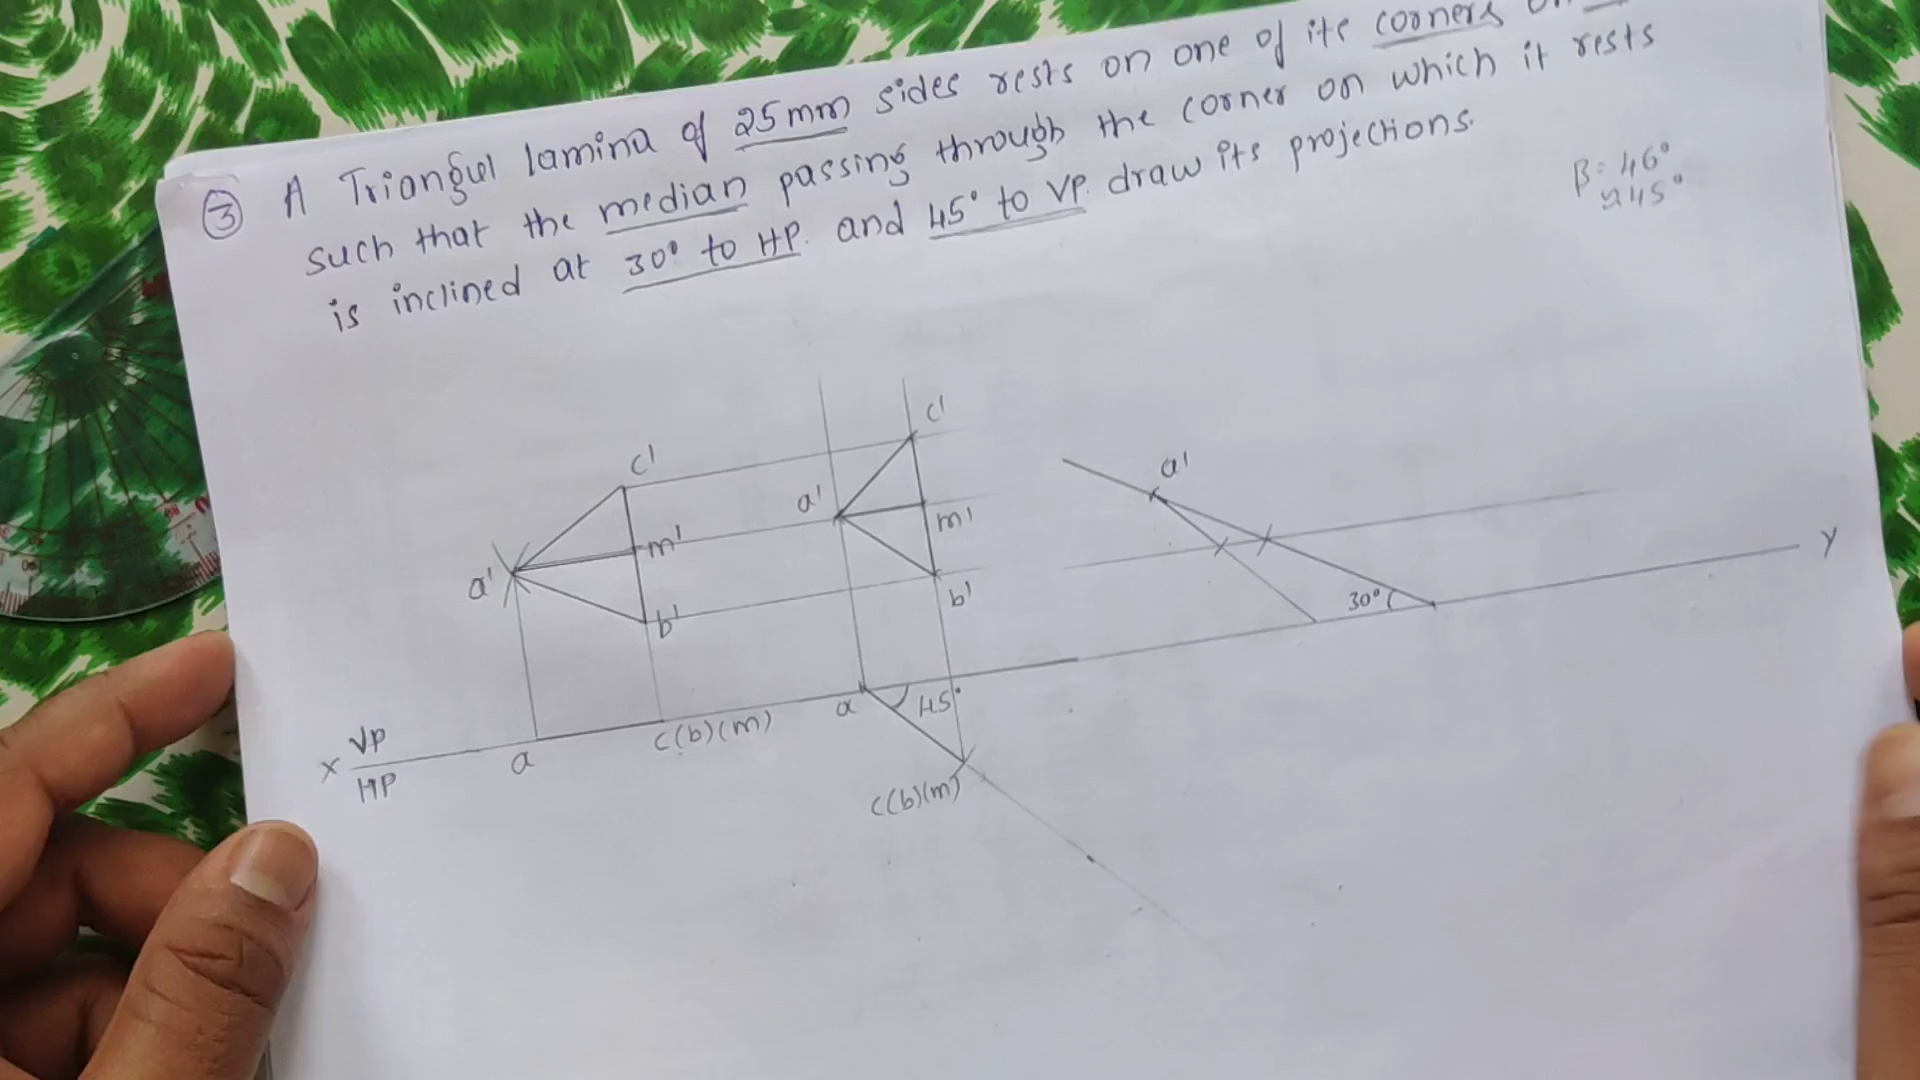 ③ A Triangul lamina of 25mm sides rests on one of its corners
such that the median passing through the corner on which it rests
is inclined at 30° to HP. and 45° to VP. draw its projections.
β= 46°
≈45°
c'
c'
a'
a'
m'
m'
a'
b'
b'
Y
30°
45°
X VP
HP
a
c(b)(m)
a
c(b)(m)